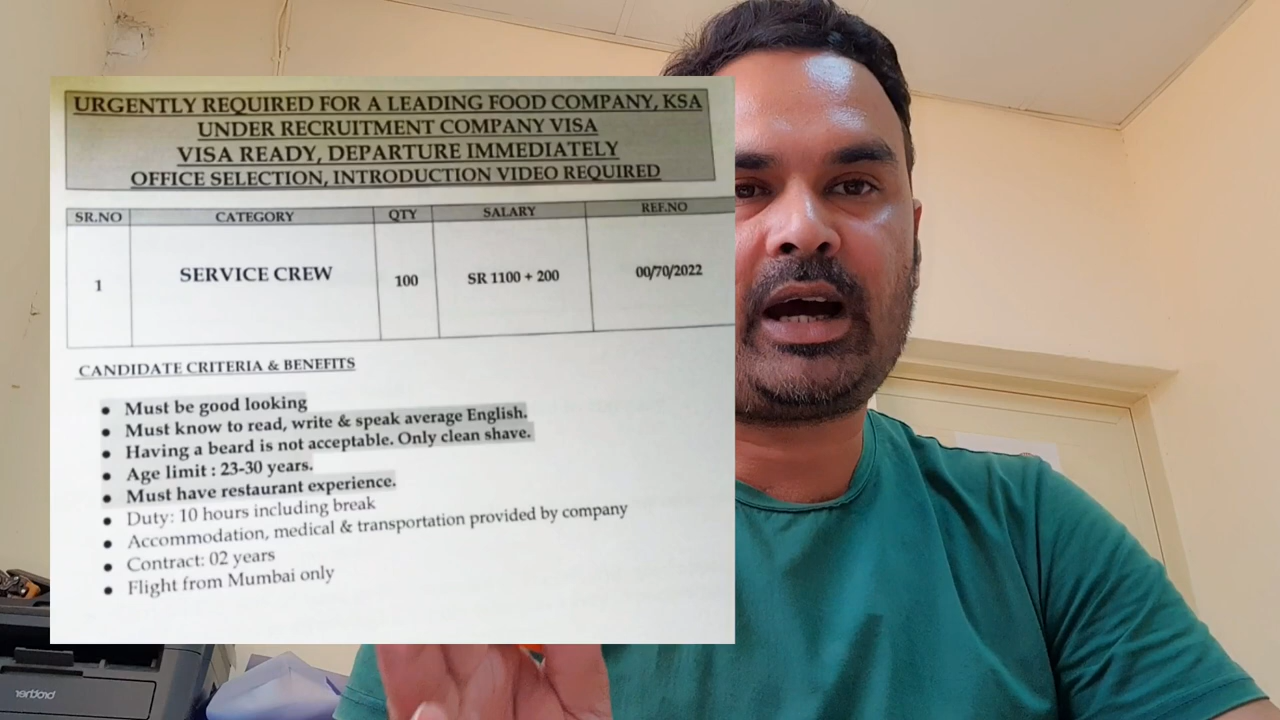 URGENTLY REQUIRED FOR A LEADING FOOD COMPANY, KSA
UNDER RECRUITMENT COMPANY VISA
VISA READY, DEPARTURE IMMEDIATELY
OFFICE SELECTION, INTRODUCTION VIDEO REQUIRED
SR.NO CATEGORY QTY SALARY REF.NO
1 SERVICE CREW 100 SR 1100 + 200 00/70/2022
CANDIDATE CRITERIA & BENEFITS
• Must be good looking
• Must know to read, write & speak average English.
• Having a beard is not acceptable. Only clean shave.
• Age limit : 23-30 years.
• Must have restaurant experience.
• Duty: 10 hours including break
• Accommodation, medical & transportation provided by company
• Contract: 02 years
• Flight from Mumbai only
brother